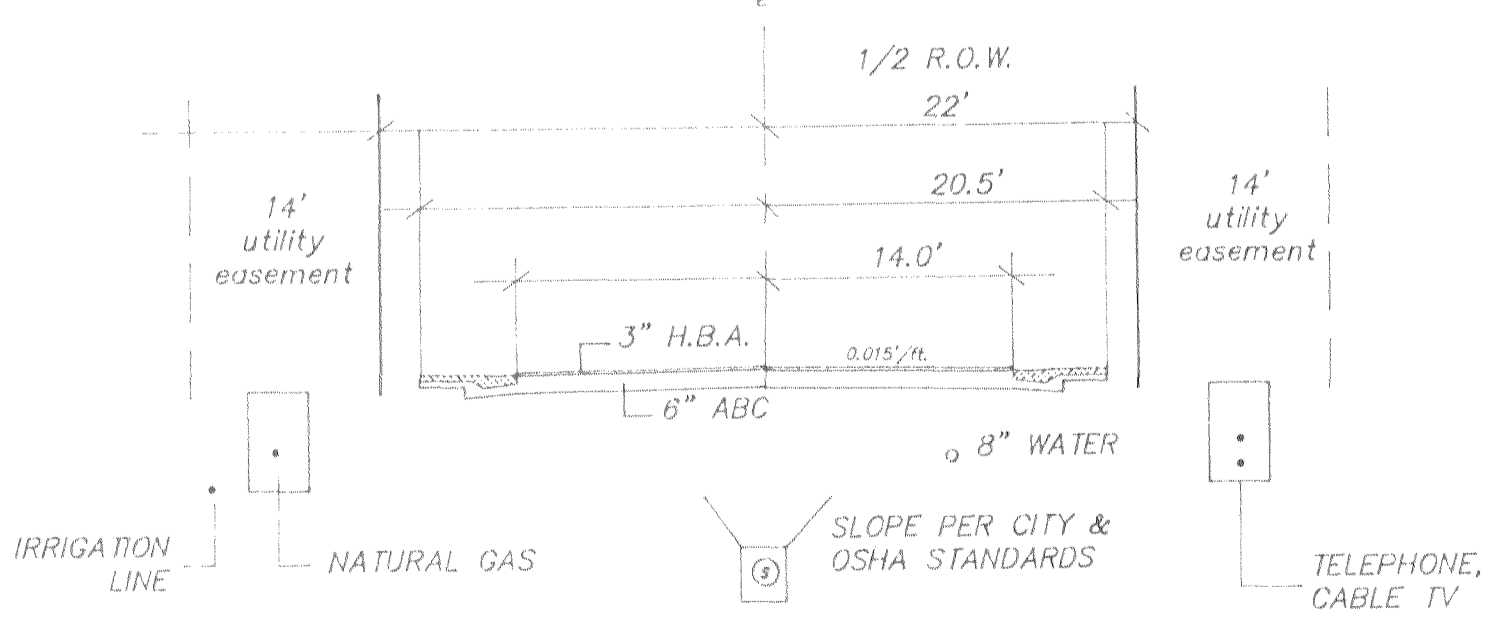 1/2 R.O.W.
22'
20.5'
14'
utility
easement
14'
utility
easement
14.0'
3" H.B.A.
0.015'/ft.
6" ABC
8" WATER
SLOPE PER CITY &
OSHA STANDARDS
S
IRRIGATION
LINE
NATURAL GAS
TELEPHONE,
CABLE TV